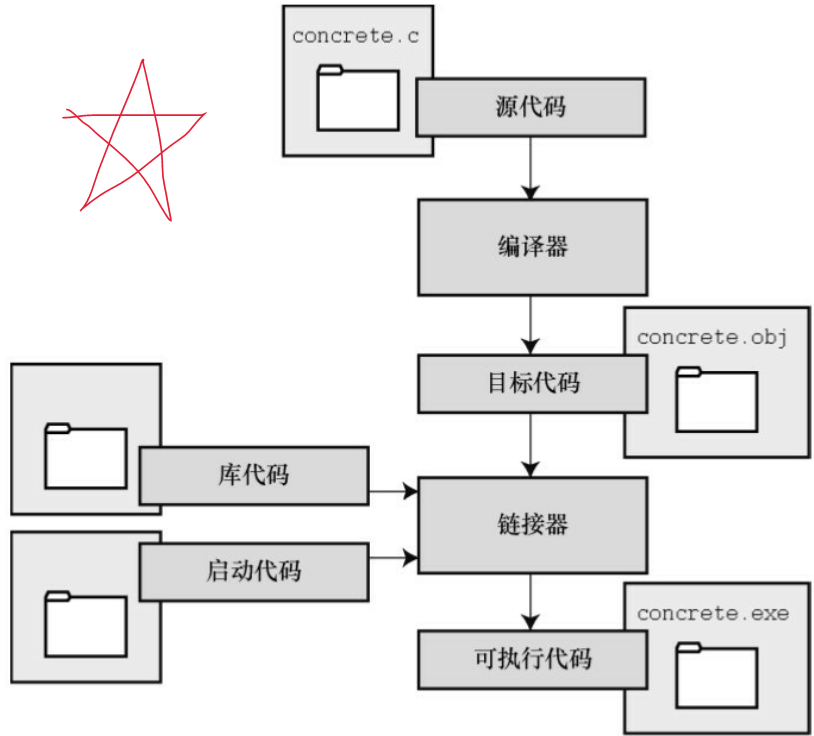 concrete.c
源代码
编译器
concrete.obj
目标代码
库代码
链接器
启动代码
concrete.exe
可执行代码